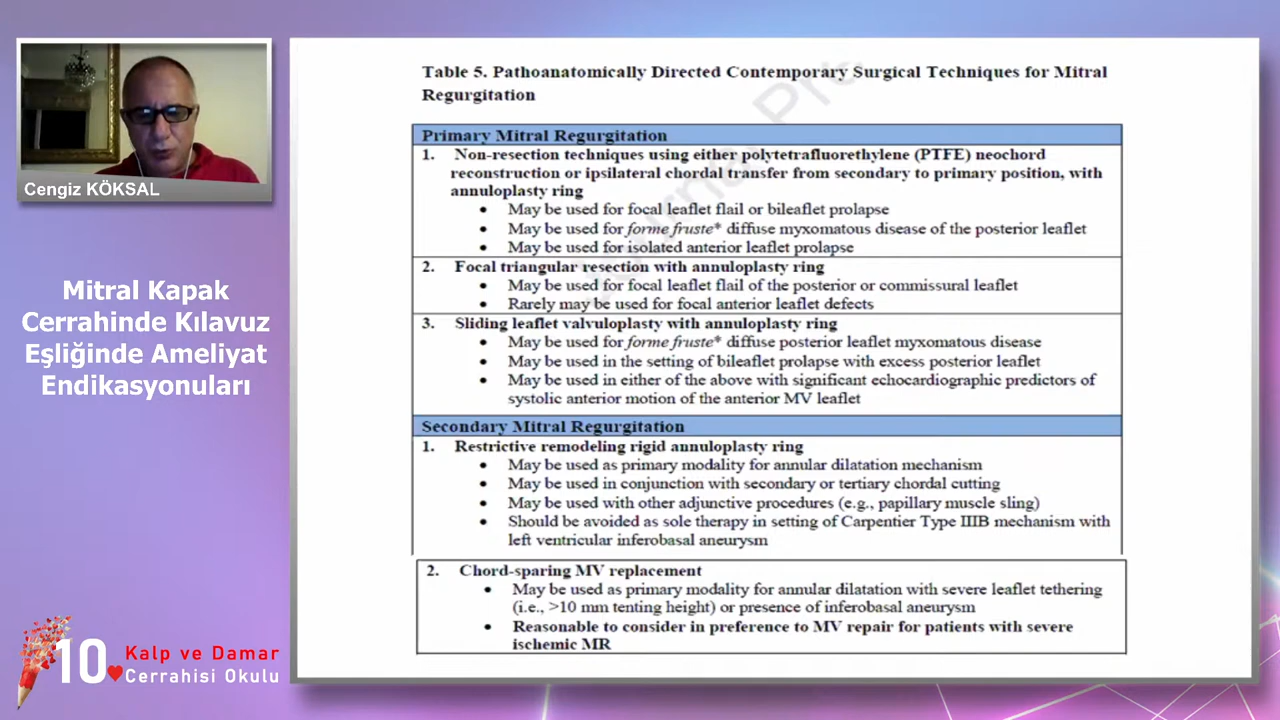 Cengiz KÖKSAL
Mitral Kapak
Cerrahinde Kılavuz
Eşliğinde Ameliyat
Endikasyonuları
10.
Kalp ve Damar
Cerrahisi Okulu
Table 5. Pathoanatomically Directed Contemporary Surgical Techniques for Mitral
Regurgitation
Primary Mitral Regurgitation
1. Non-resection techniques using either polytetrafluorethylene (PTFE) neochord
reconstruction or ipsilateral chordal transfer from secondary to primary position, with
annuloplasty ring
• May be used for focal leaflet flail or bileaflet prolapse
• May be used for forme fruste* diffuse myxomatous disease of the posterior leaflet
• May be used for isolated anterior leaflet prolapse
2. Focal triangular resection with annuloplasty ring
• May be used for focal leaflet flail of the posterior or commissural leaflet
• Rarely may be used for focal anterior leaflet defects
3. Sliding leaflet valvuloplasty with annuloplasty ring
• May be used for forme fruste* diffuse posterior leaflet myxomatous disease
• May be used in the setting of bileaflet prolapse with excess posterior leaflet
• May be used in either of the above with significant echocardiographic predictors of
systolic anterior motion of the anterior MV leaflet
Secondary Mitral Regurgitation
1. Restrictive remodeling rigid annuloplasty ring
• May be used as primary modality for annular dilatation mechanism
• May be used in conjunction with secondary or tertiary chordal cutting
• May be used with other adjunctive procedures (e.g., papillary muscle sling)
• Should be avoided as sole therapy in setting of Carpentier Type IIIB mechanism with
left ventricular inferobasal aneurysm
2. Chord-sparing MV replacement
• May be used as primary modality for annular dilatation with severe leaflet tethering
(i.e., >10 mm tenting height) or presence of inferobasal aneurysm
• Reasonable to consider in preference to MV repair for patients with severe
ischemic MR